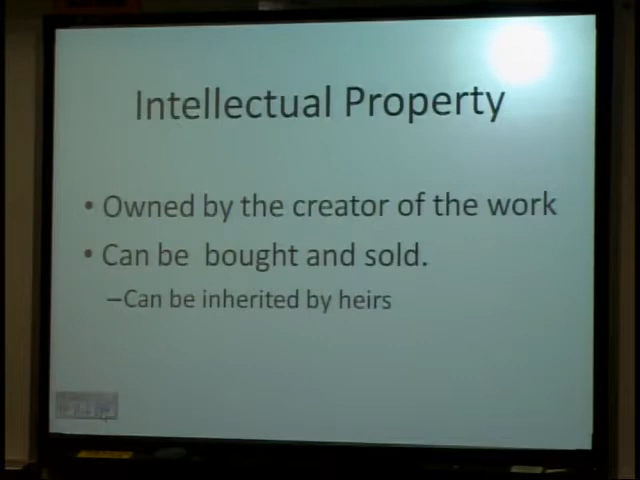 Intellectual Property
• Owned by the creator of the work
• Can be  bought and sold.
–Can be inherited by heirs